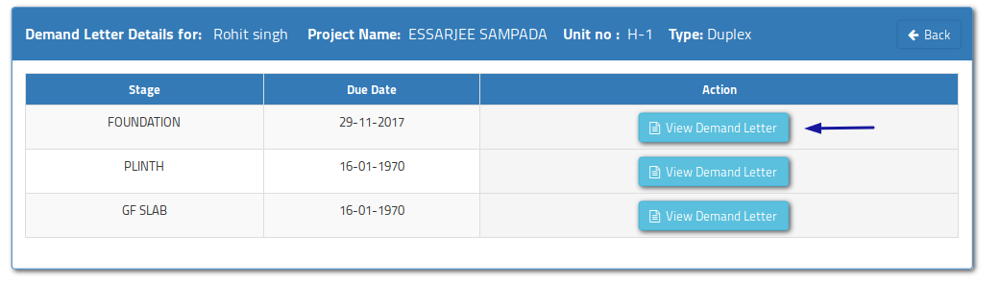 Demand Letter Details for: Rohit singh Project Name: ESSARJEE SAMPADA Unit no : H-1 Type: Duplex Back
Stage Due Date Action
FOUNDATION 29-11-2017 View Demand Letter
PLINTH 16-01-1970 View Demand Letter
GF SLAB 16-01-1970 View Demand Letter